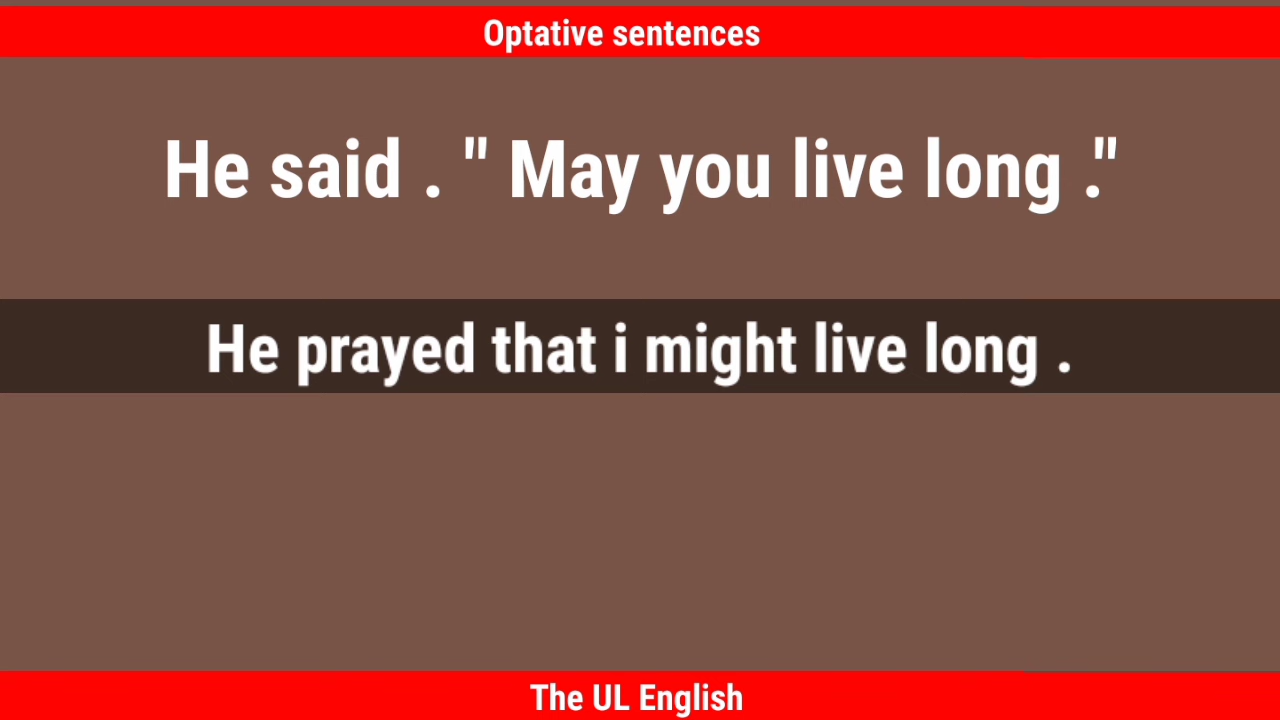 Optative sentences
He said . " May you live long ."
He prayed that i might live long .
The UL English